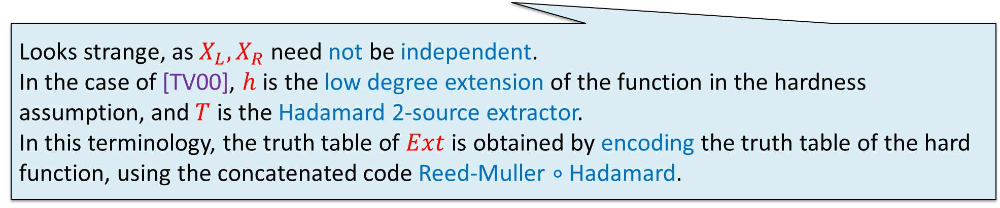 Looks strange, as X_L, X_R need not be independent.
In the case of [TV00], h is the low degree extension of the function in the hardness
assumption, and T is the Hadamard 2-source extractor.
In this terminology, the truth table of Ext is obtained by encoding the truth table of the hard
function, using the concatenated code Reed-Muller ∘ Hadamard.